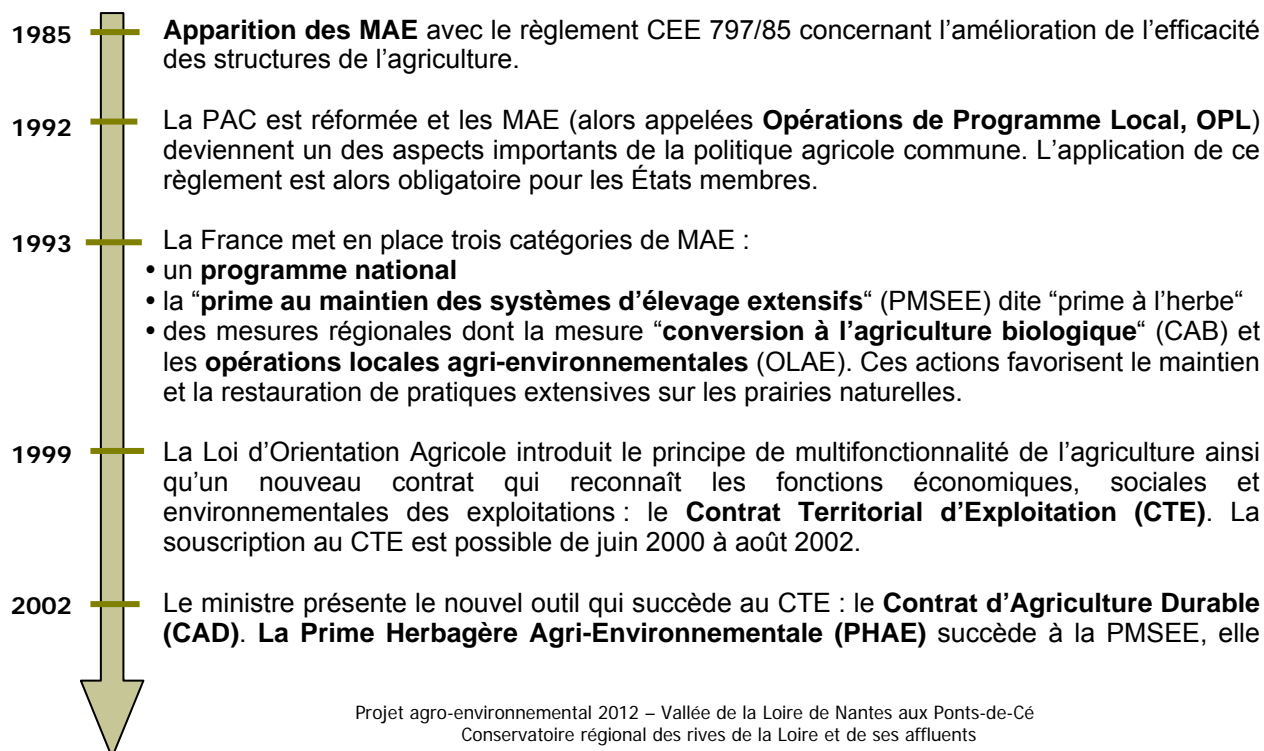 1985 Apparition des MAE avec le règlement CEE 797/85 concernant l’amélioration de l’efficacité
des structures de l’agriculture.
1992 La PAC est réformée et les MAE (alors appelées Opérations de Programme Local, OPL)
deviennent un des aspects importants de la politique agricole commune. L’application de ce
règlement est alors obligatoire pour les États membres.
1993 La France met en place trois catégories de MAE :
• un programme national
• la “prime au maintien des systèmes d’élevage extensifs“ (PMSEE) dite “prime à l’herbe“
• des mesures régionales dont la mesure “conversion à l’agriculture biologique“ (CAB) et
les opérations locales agri-environnementales (OLAE). Ces actions favorisent le maintien
et la restauration de pratiques extensives sur les prairies naturelles.
1999 La Loi d’Orientation Agricole introduit le principe de multifonctionnalité de l’agriculture ainsi
qu’un nouveau contrat qui reconnaît les fonctions économiques, sociales et
environnementales des exploitations : le Contrat Territorial d’Exploitation (CTE). La
souscription au CTE est possible de juin 2000 à août 2002.
2002 Le ministre présente le nouvel outil qui succède au CTE : le Contrat d’Agriculture Durable
(CAD). La Prime Herbagère Agri-Environnementale (PHAE) succède à la PMSEE, elle
Projet agro-environnemental 2012 – Vallée de la Loire de Nantes aux Ponts-de-Cé
Conservatoire régional des rives de la Loire et de ses affluents